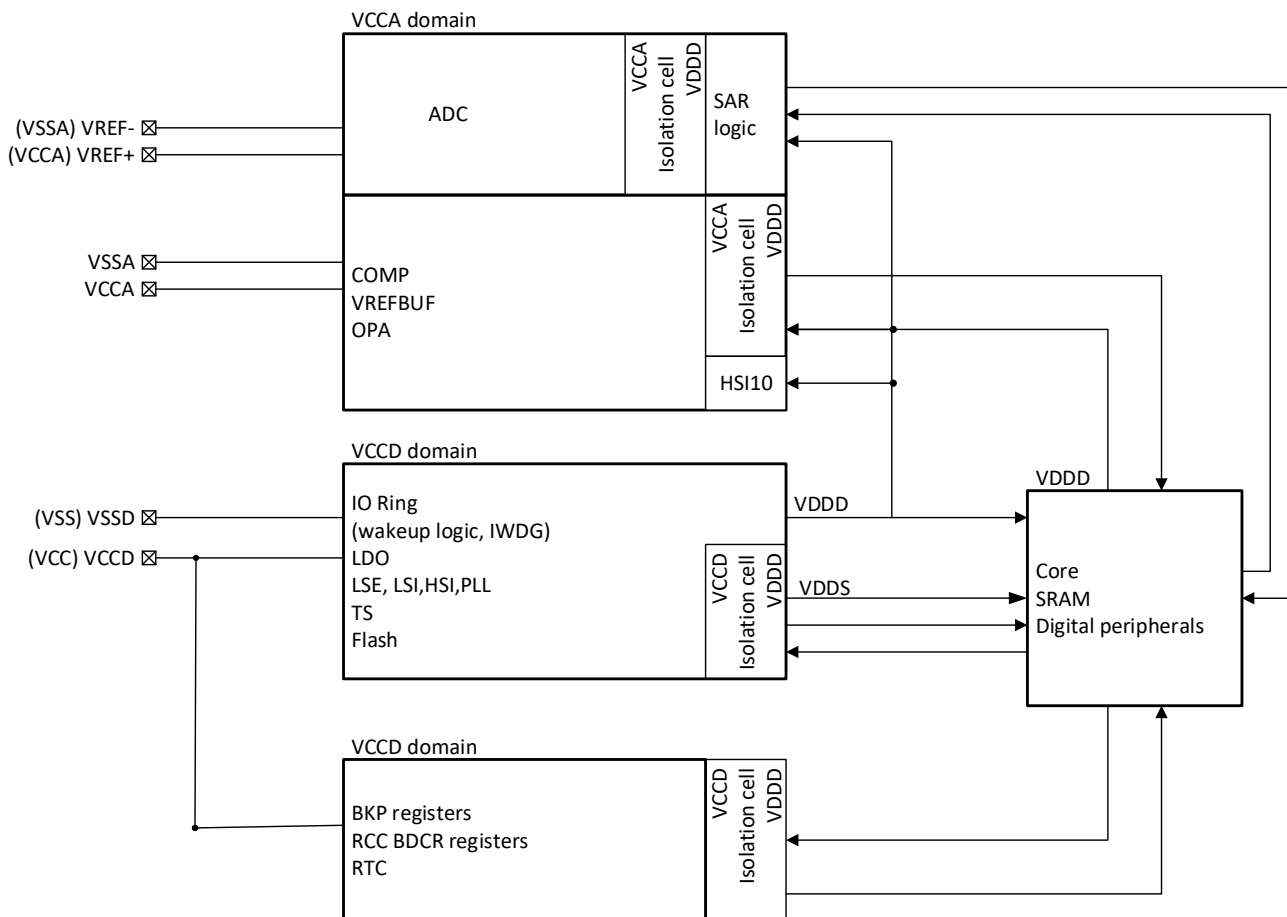 VCCA domain
ADC
VCCA
Isolation cell
VDDD
SAR
logic
(VSSA) VREF-
(VCCA) VREF+
VSSA
VCCA
COMP
VREFBUF
OPA
VCCA
Isolation cell
VDDD
HSI10
VCCD domain
IO Ring
(wakeup logic, IWDG)
LDO
LSE, LSI,HSI,PLL
TS
Flash
(VSS) VSSD
(VCC) VCCD
VCCD
Isolation cell
VDDD
VDDD
VDDS
VDDD
Core
SRAM
Digital peripherals
VCCD domain
BKP registers
RCC BDCR registers
RTC
VCCD
Isolation cell
VDDD